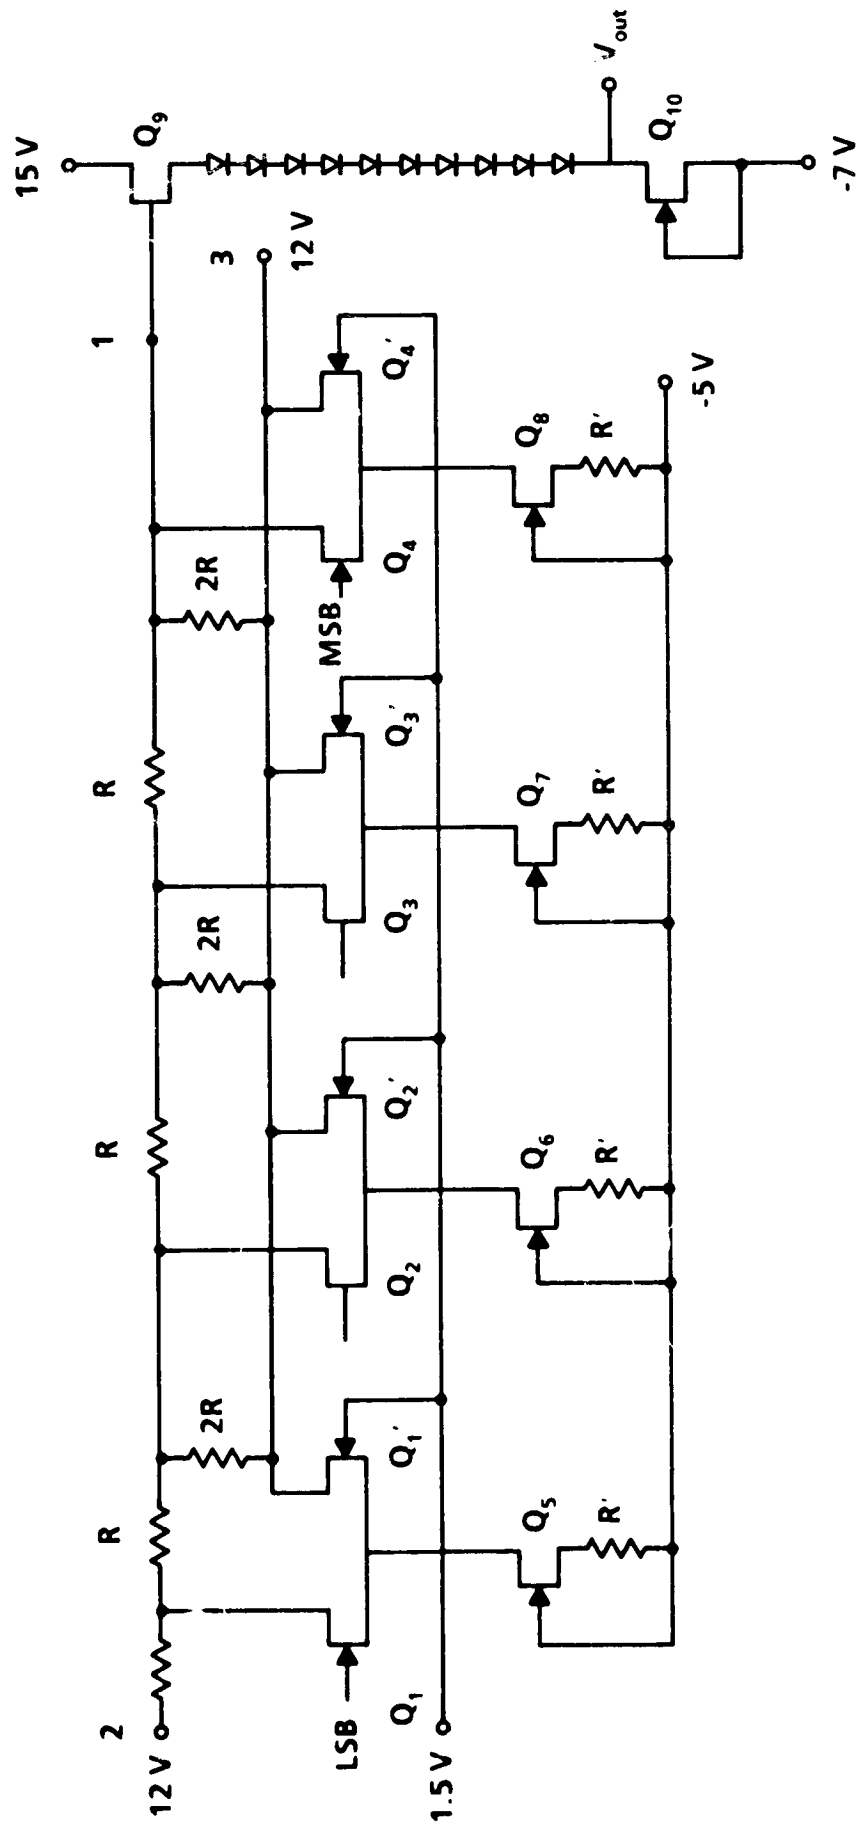 15 V
Q9
Vout
Q10
-7 V
1
3
12 V
2R
MSB
Q4
Q4'
Q8
R'
-5 V
R
2R
Q3
Q3'
Q7
R'
R
Q2
Q2'
Q6
R'
2R
R
LSB
Q1
Q1'
Q5
R'
2
12 V
1.5 V